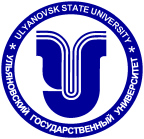 ULYANOVSK STATE UNIVERSITY
УЛЬЯНОВСКИЙ ГОСУДАРСТВЕННЫЙ УНИВЕРСИТЕТ